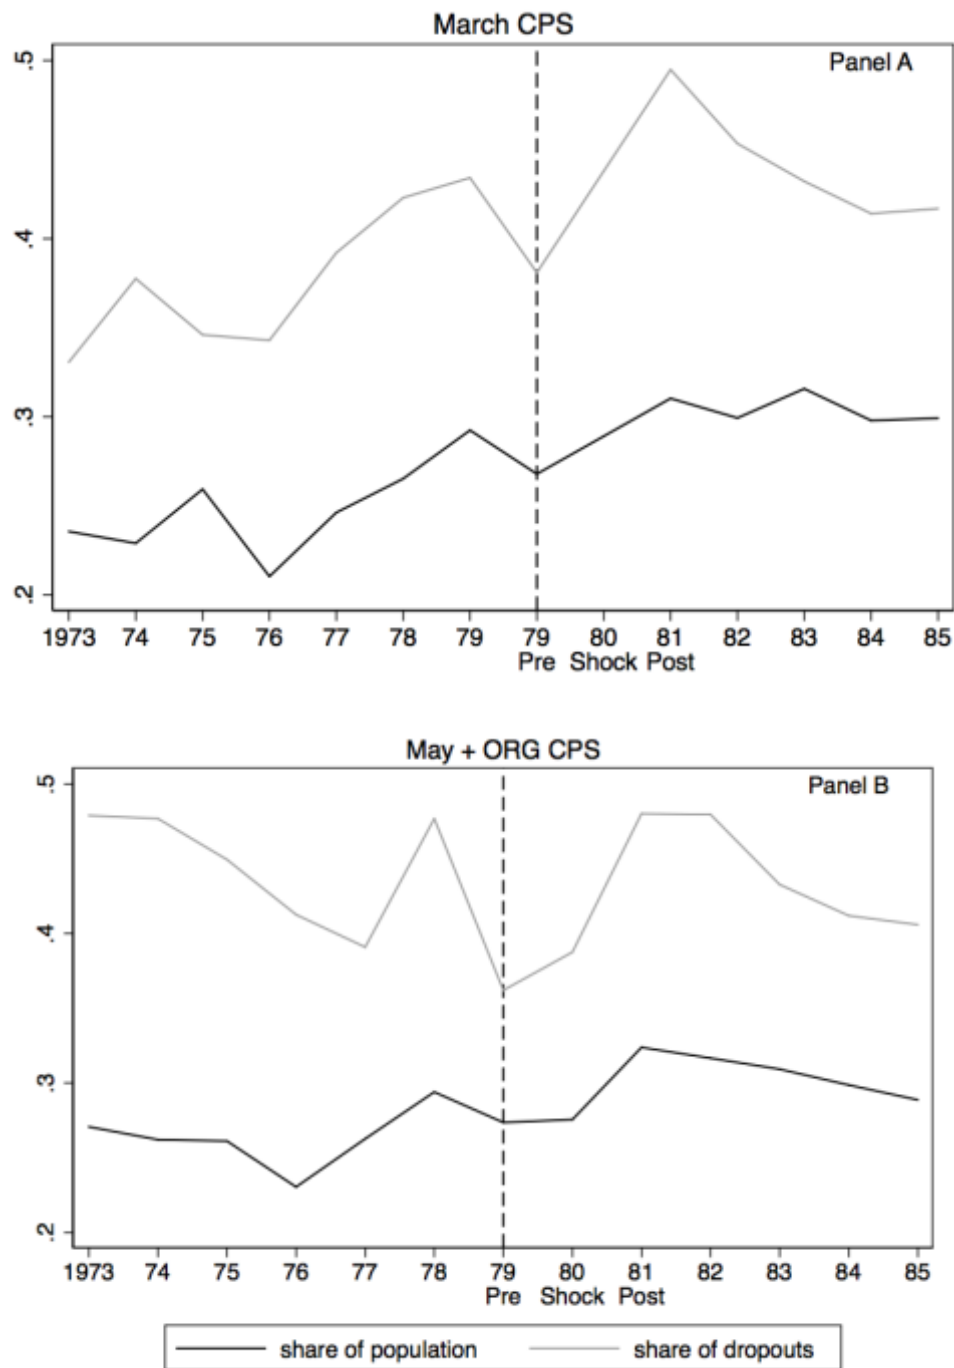 March CPS
Panel A
.5
.4
.3
.2
1973 74 75 76 77 78 79 79 80 81 82 83 84 85
Pre Shock Post
May + ORG CPS
Panel B
.5
.4
.3
.2
1973 74 75 76 77 78 79 80 81 82 83 84 85
Pre Shock Post
share of population share of dropouts